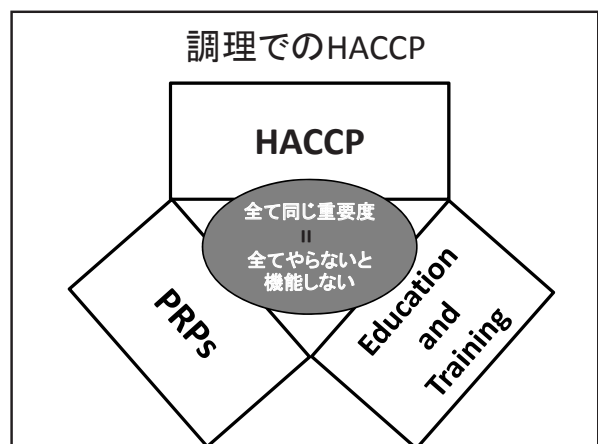 調理でのHACCP
HACCP
全て同じ重要度
=
全てやらないと
機能しない
PRPs
Education
and
Training